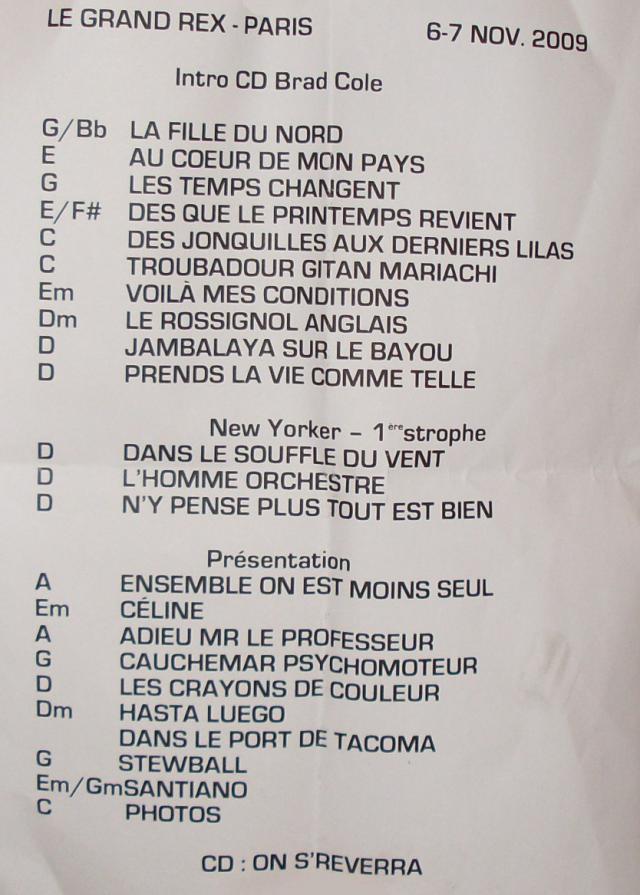 LE GRAND REX - PARIS 6-7 NOV. 2009
Intro CD Brad Cole
G/Bb LA FILLE DU NORD
E AU COEUR DE MON PAYS
G LES TEMPS CHANGENT
E/F# DES QUE LE PRINTEMPS REVIENT
C DES JONQUILLES AUX DERNIERS LILAS
C TROUBADOUR GITAN MARIACHI
Em VOILÀ MES CONDITIONS
Dm LE ROSSIGNOL ANGLAIS
D JAMBALAYA SUR LE BAYOU
D PRENDS LA VIE COMME TELLE
New Yorker – 1ère strophe
D DANS LE SOUFFLE DU VENT
D L'HOMME ORCHESTRE
D N'Y PENSE PLUS TOUT EST BIEN
Présentation
A ENSEMBLE ON EST MOINS SEUL
Em CÉLINE
A ADIEU MR LE PROFESSEUR
G CAUCHEMAR PSYCHOMOTEUR
D LES CRAYONS DE COULEUR
Dm HASTA LUEGO
DANS LE PORT DE TACOMA
G STEWBALL
Em/Gm SANTIANO
C PHOTOS
CD : ON S'REVERRA